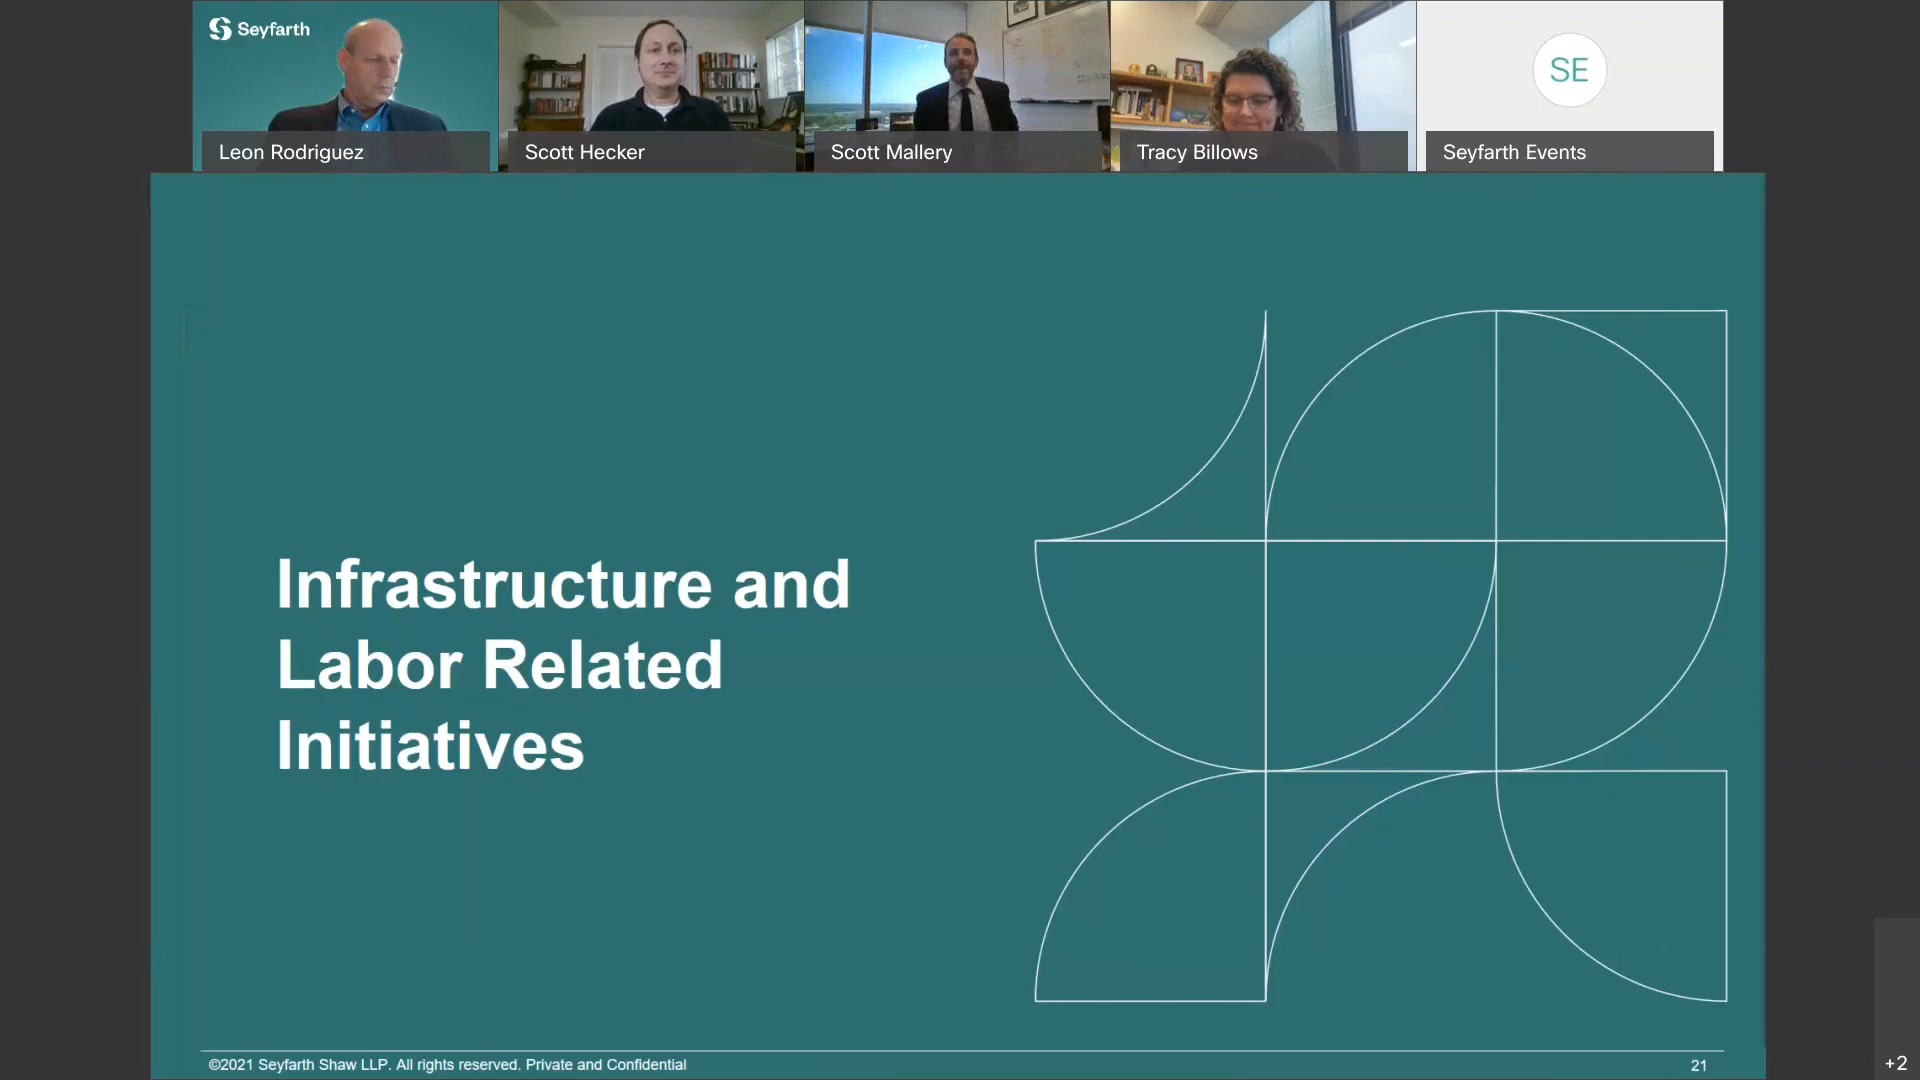 Seyfarth
Leon Rodriguez
Scott Hecker
Scott Mallery
Tracy Billows
SE
Seyfarth Events
Infrastructure and
Labor Related
Initiatives
©2021 Seyfarth Shaw LLP. All rights reserved. Private and Confidential
21
+2